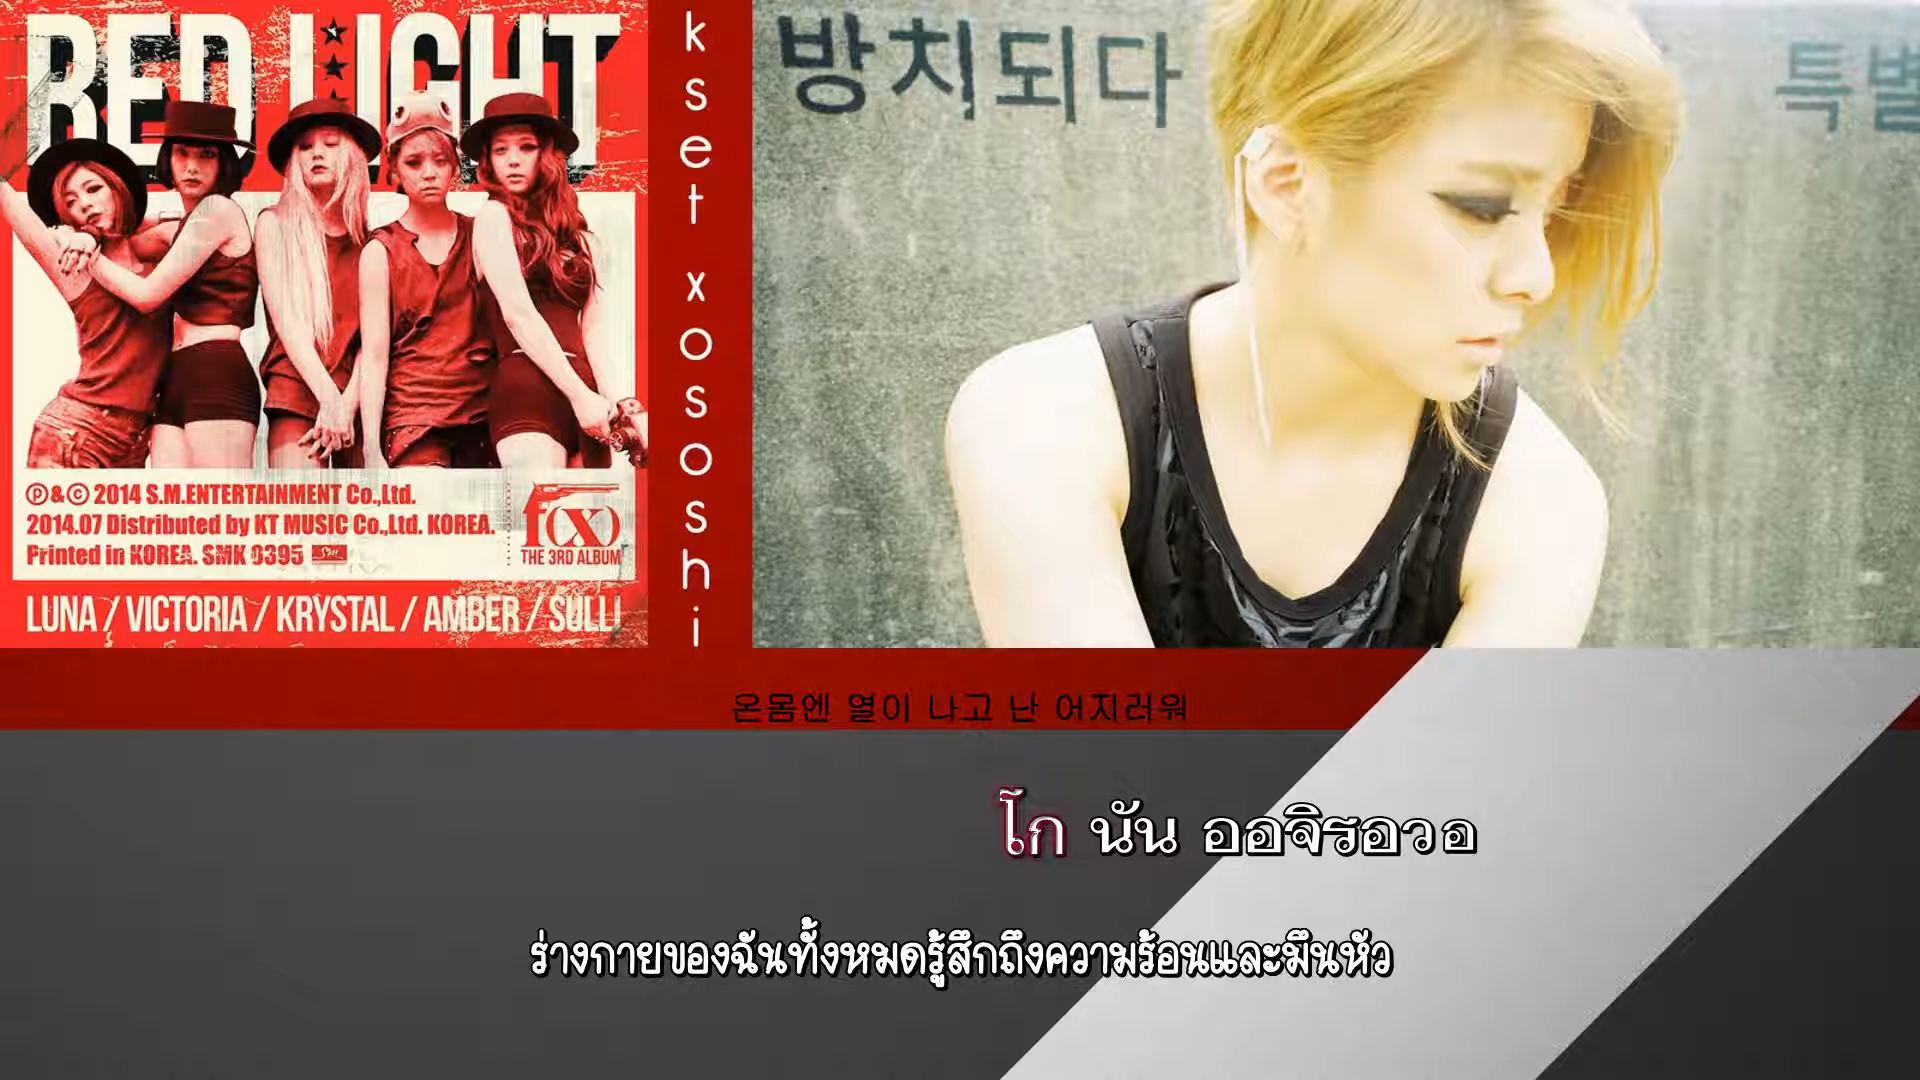 RED LIGHT
Ⓟ&Ⓒ 2014 S.M.ENTERTAINMENT Co.,Ltd.
2014.07 Distributed by KT MUSIC Co.,Ltd. KOREA.
Printed in KOREA. SMK 0395 SM
f(x)
THE 3RD ALBUM
LUNA / VICTORIA / KRYSTAL / AMBER / SULLI
kset xososhi
방치되다
특별
온몸엔 열이 나고 난 어지러워
โก นัน ออจิรอวอ
ร่างกายของฉันทั้งหมดรู้สึกถึงความร้อนและมึนหัว